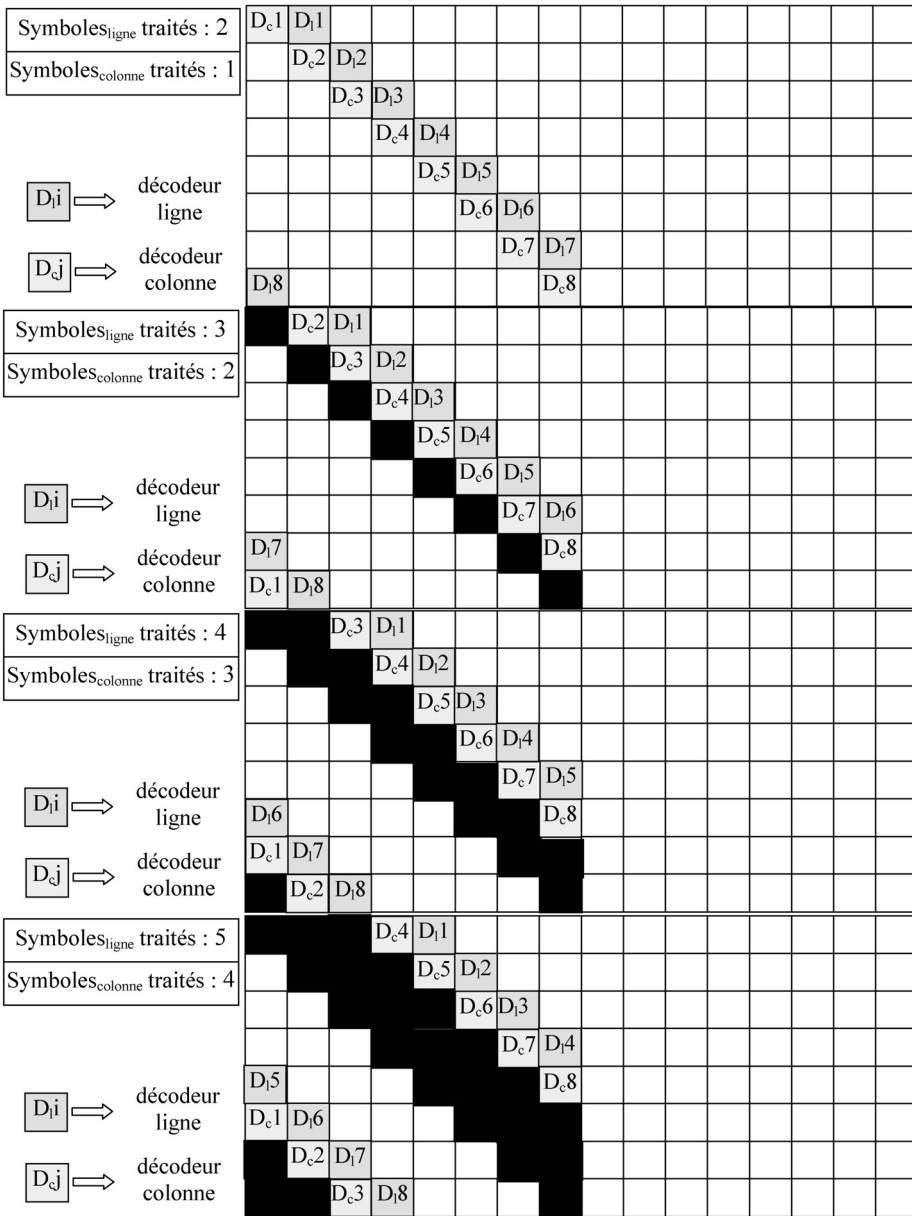 Symboles_ligne traités : 2
Symboles_colonne traités : 1
D_c1 D_l1
D_c2 D_l2
D_c3 D_l3
D_c4 D_l4
D_c5 D_l5
D_c6 D_l6
D_c7 D_l7
D_l8 D_c8
D_li décodeur
ligne
D_cj décodeur
colonne
Symboles_ligne traités : 3
Symboles_colonne traités : 2
D_c2 D_l1
D_c3 D_l2
D_c4 D_l3
D_c5 D_l4
D_c6 D_l5
D_c7 D_l6
D_l7 D_c8
D_c1 D_l8
D_li décodeur
ligne
D_cj décodeur
colonne
Symboles_ligne traités : 4
Symboles_colonne traités : 3
D_c3 D_l1
D_c4 D_l2
D_c5 D_l3
D_c6 D_l4
D_c7 D_l5
D_l6 D_c8
D_c1 D_l7
D_c2 D_l8
D_li décodeur
ligne
D_cj décodeur
colonne
Symboles_ligne traités : 5
Symboles_colonne traités : 4
D_c4 D_l1
D_c5 D_l2
D_c6 D_l3
D_c7 D_l4
D_l5 D_c8
D_c1 D_l6
D_c2 D_l7
D_c3 D_l8
D_li décodeur
ligne
D_cj décodeur
colonne